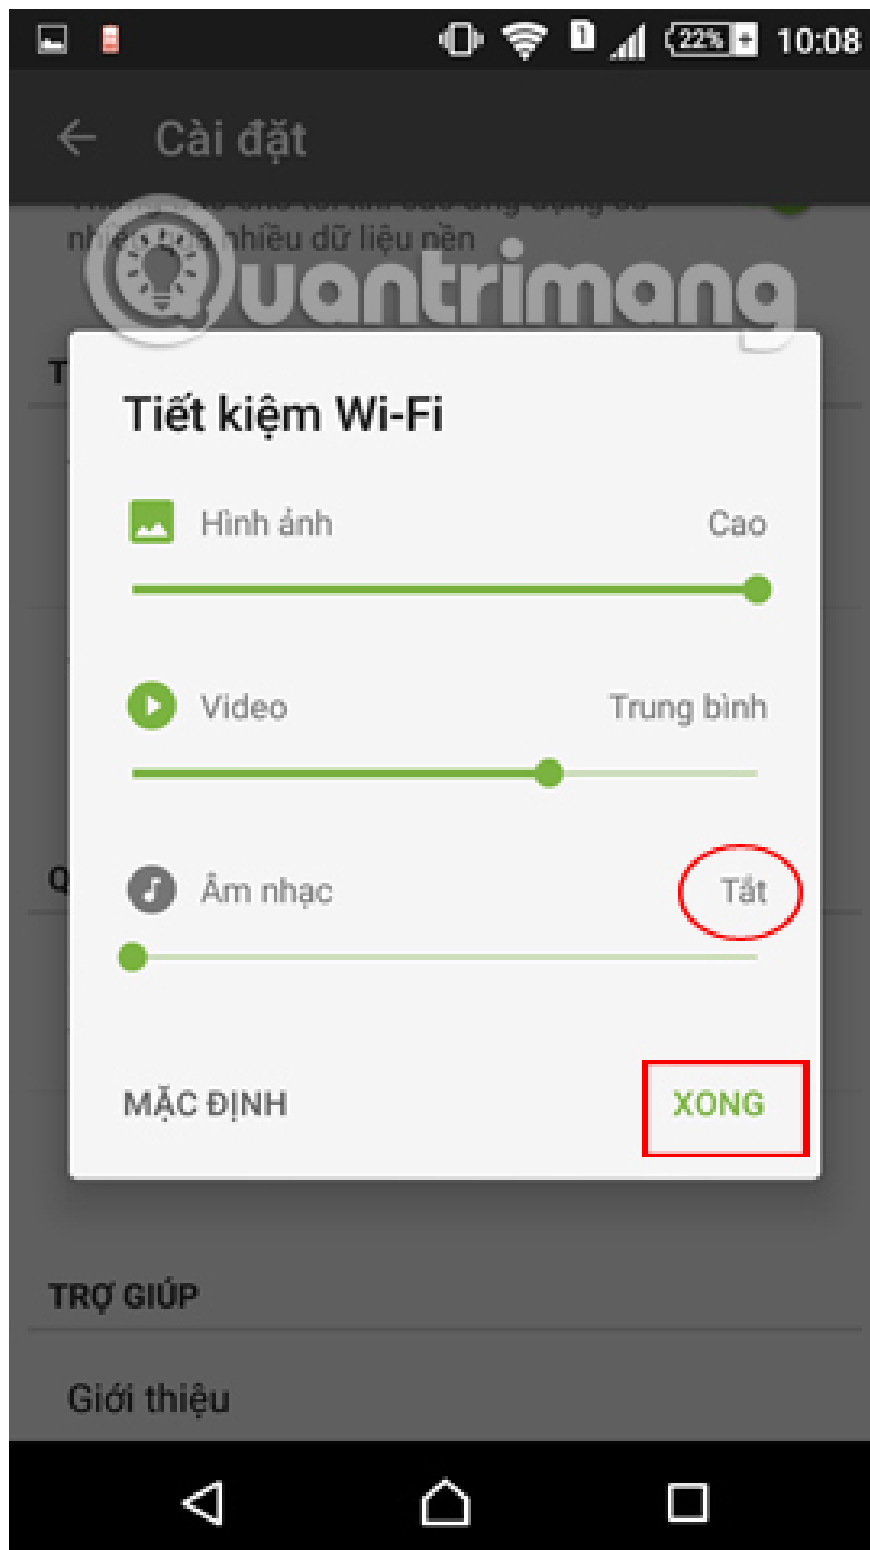 1
22%
10:08
Cài đặt
nhiều dữ liệu nền
Quantrimang
T
Tiết kiệm Wi-Fi
Hình ảnh
Cao
Video
Trung bình
Q
Âm nhạc
Tắt
MẶC ĐỊNH
XONG
TRỢ GIÚP
Giới thiệu